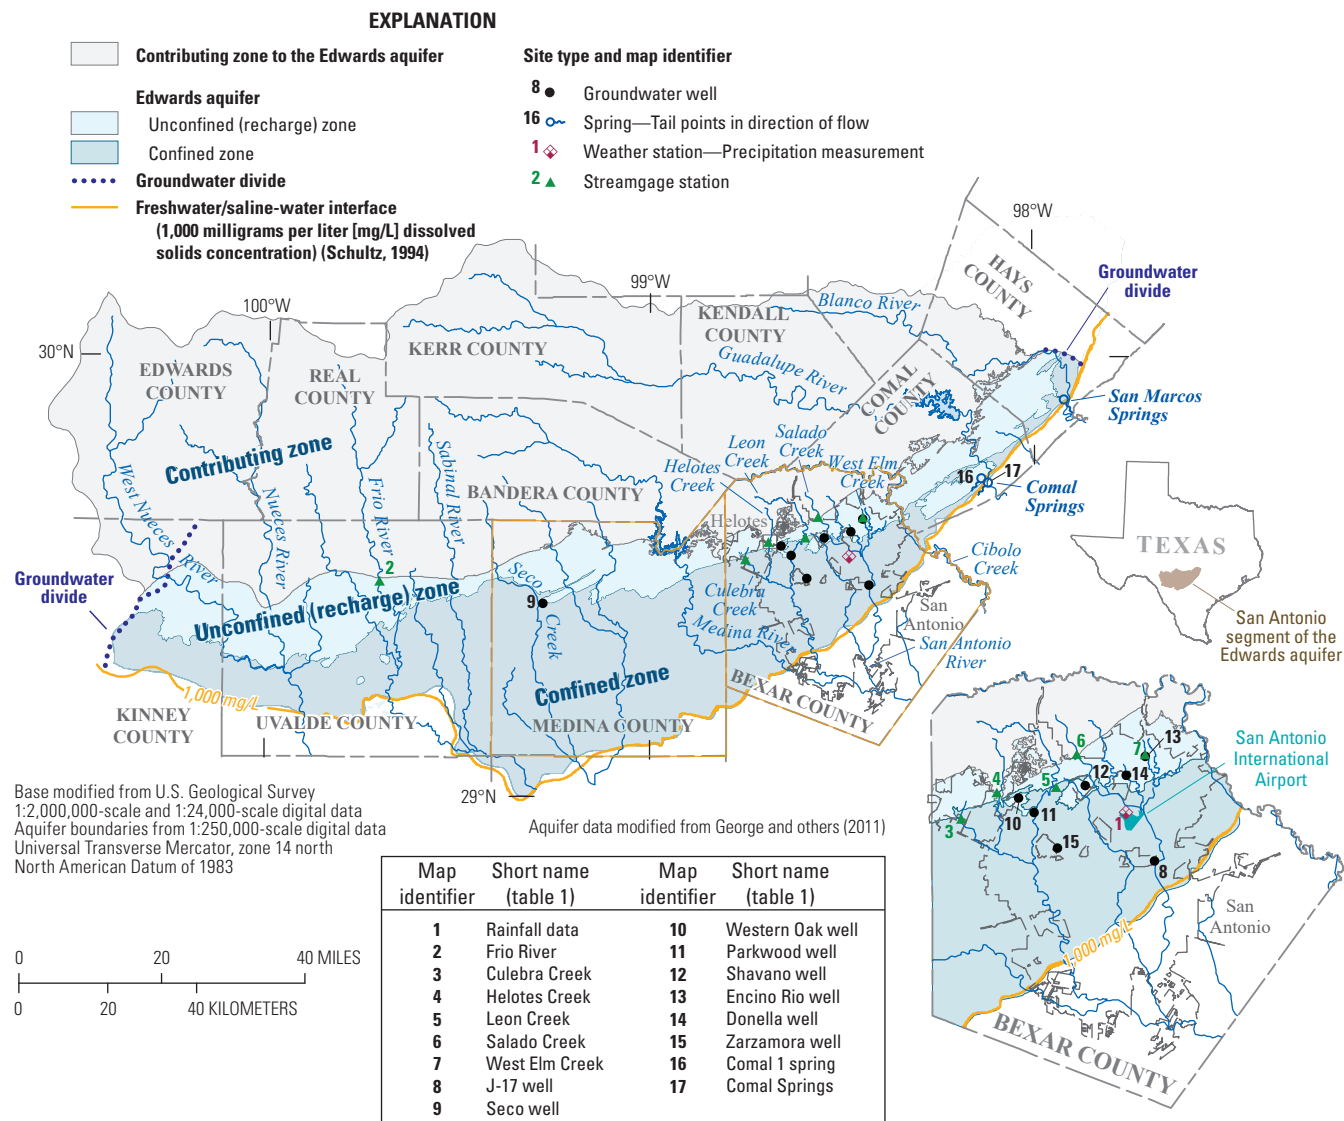 EXPLANATION
Contributing zone to the Edwards aquifer
Edwards aquifer
Unconfined (recharge) zone
Confined zone
Groundwater divide
Freshwater/saline-water interface
(1,000 milligrams per liter [mg/L] dissolved
solids concentration) (Schultz, 1994)
Site type and map identifier
8 Groundwater well
16 Spring—Tail points in direction of flow
1 Weather station—Precipitation measurement
2 Streamgage station
98°W
99°W
100°W
30°N
29°N
HAYS
COUNTY
Groundwater
divide
Blanco River
KENDALL
COUNTY
KERR COUNTY
Guadalupe River
COMAL
COUNTY
EDWARDS
COUNTY
REAL
COUNTY
San Marcos
Springs
Salado
Creek
Leon
Creek
Helotes
Creek
West Elm
Creek
16
17
Comal
Springs
Contributing zone
West Nueces River
Nueces River
Frio River
Sabinal River
BANDERA COUNTY
Helotes
Cibolo
Creek
TEXAS
San Antonio
segment of the
Edwards aquifer
Groundwater
divide
2
Unconfined (recharge) zone
Seco
Creek
9
Culebra
Creek
Medina River
San
Antonio
San Antonio
River
Confined zone
1,000 mg/L
KINNEY
COUNTY
UVALDE COUNTY
MEDINA COUNTY
BEXAR COUNTY
Base modified from U.S. Geological Survey
1:2,000,000-scale and 1:24,000-scale digital data
Aquifer boundaries from 1:250,000-scale digital data
Universal Transverse Mercator, zone 14 north
North American Datum of 1983
Aquifer data modified from George and others (2011)
0 20 40 MILES
0 20 40 KILOMETERS
Map identifier Short name (table 1) Map identifier Short name (table 1)
1 Rainfall data 10 Western Oak well
2 Frio River 11 Parkwood well
3 Culebra Creek 12 Shavano well
4 Helotes Creek 13 Encino Rio well
5 Leon Creek 14 Donella well
6 Salado Creek 15 Zarzamora well
7 West Elm Creek 16 Comal 1 spring
8 J-17 well 17 Comal Springs
9 Seco well
13
6
7
San Antonio
International
Airport
4
5
12
14
10
11
1
3
15
8
San
Antonio
1,000 mg/L
BEXAR COUNTY